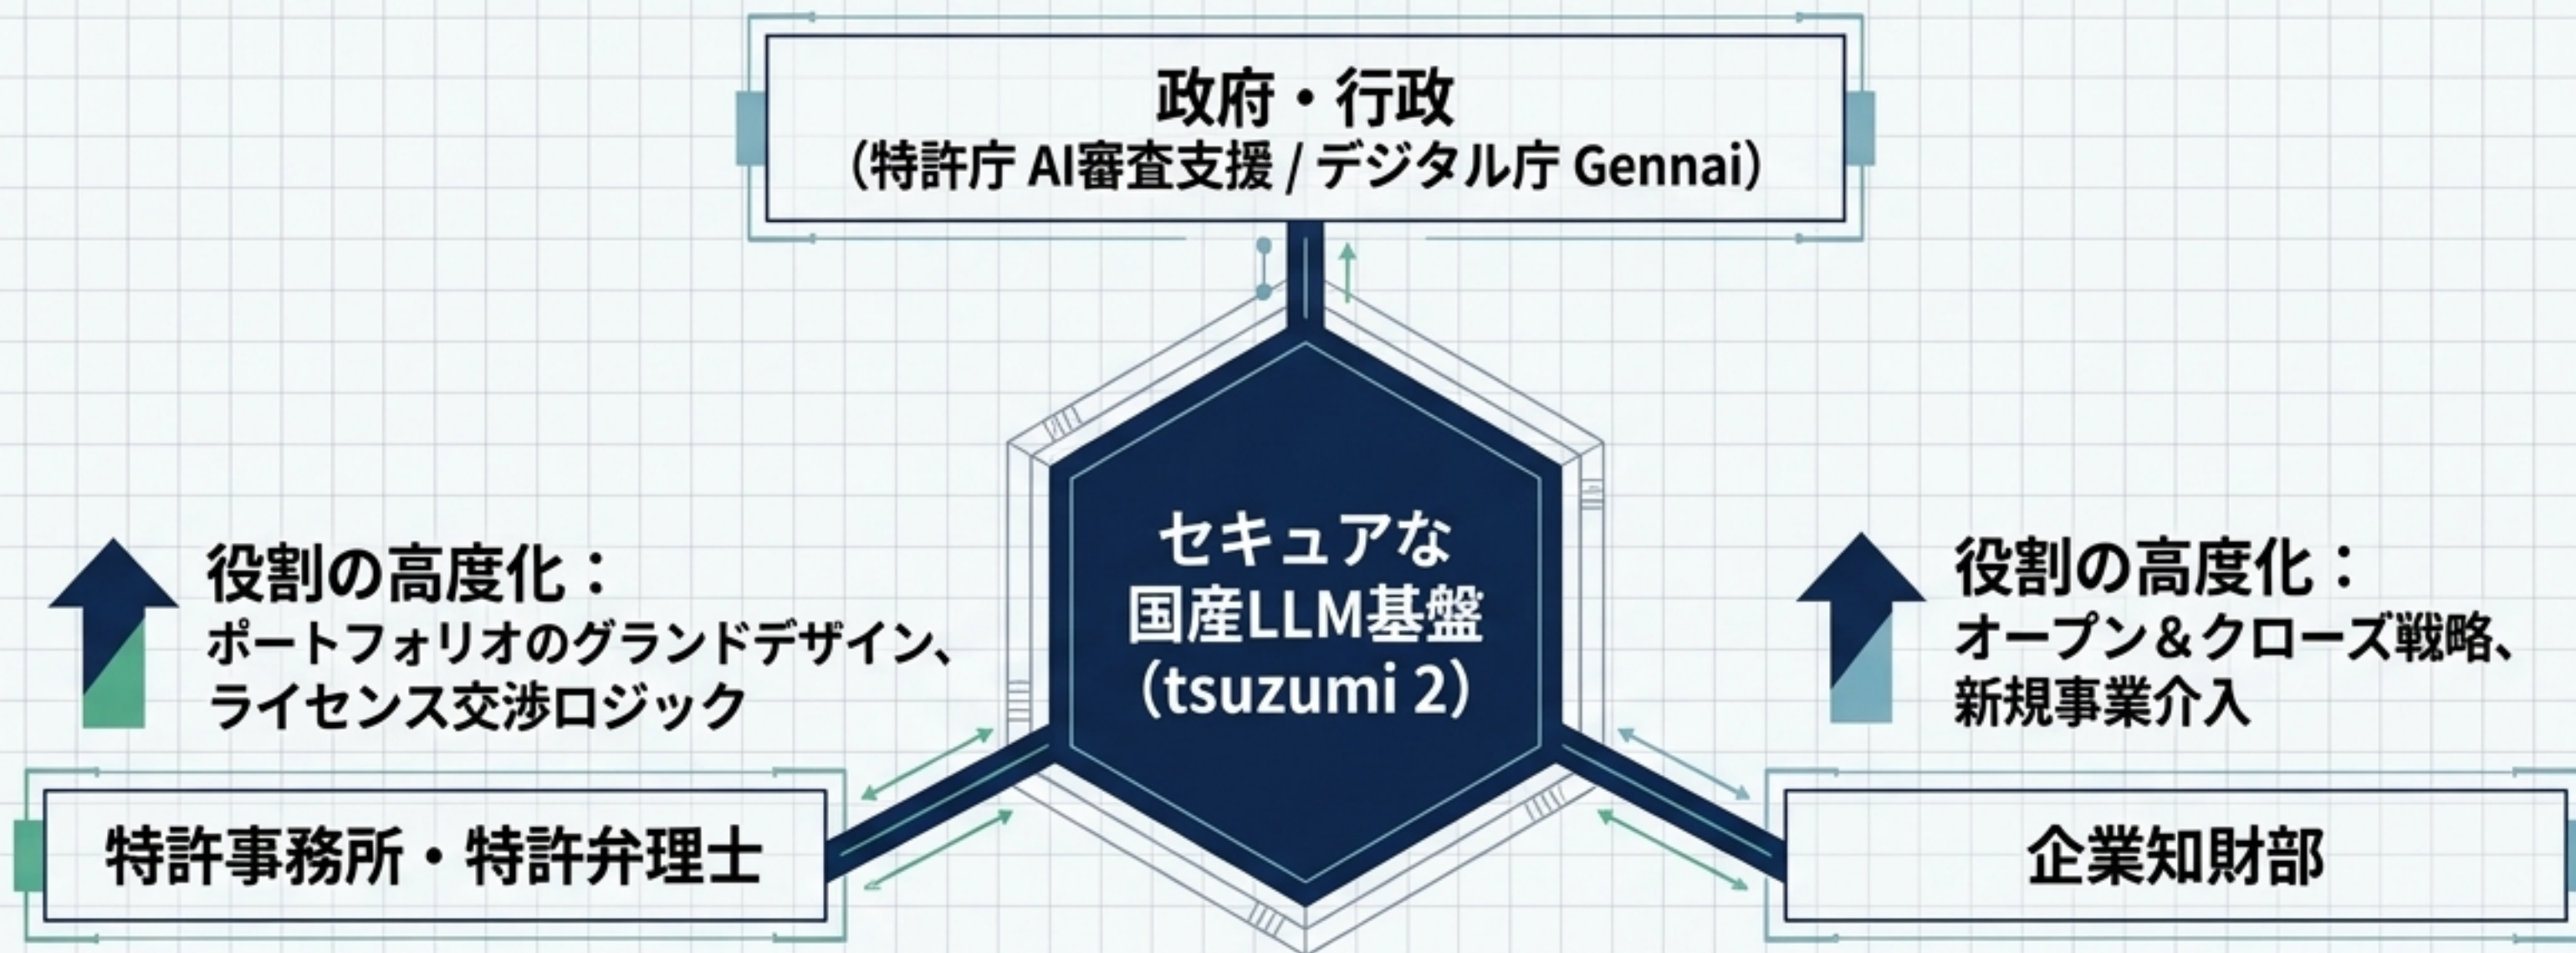 政府・行政
（特許庁 AI審査支援 / デジタル庁 Gennai）
セキュアな
国産LLM基盤
（tsuzumi 2）
役割の高度化：
ポートフォリオのグランドデザイン、
ライセンス交渉ロジック
特許事務所・特許弁理士
役割の高度化：
オープン＆クローズ戦略、
新規事業介入
企業知財部